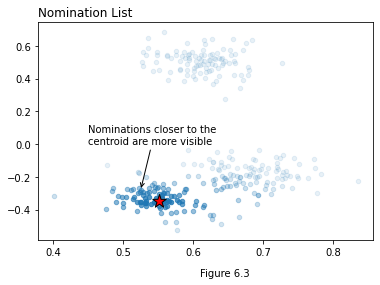 Nomination List
0.6
0.4
0.2
0.0
−0.2
−0.4
Nominations closer to the
centroid are more visible
0.4 0.5 0.6 0.7 0.8
Figure 6.3